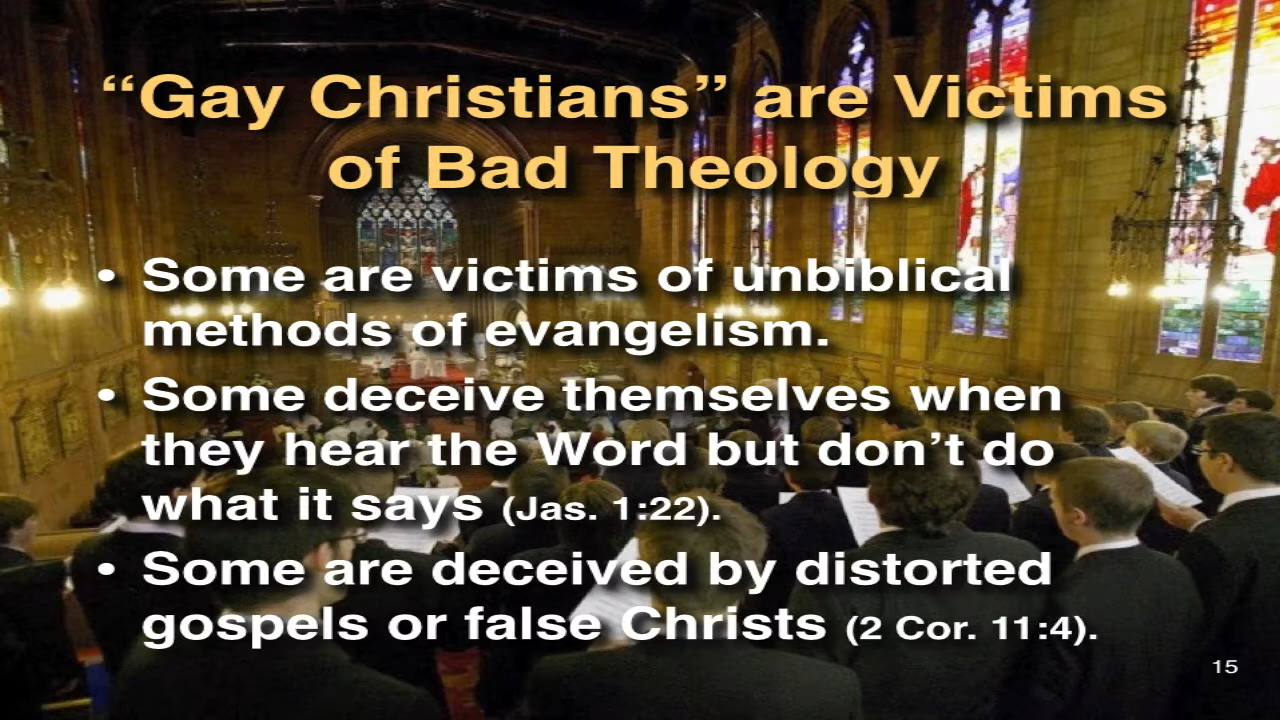 “Gay Christians” are Victims
of Bad Theology
• Some are victims of unbiblical
methods of evangelism.
• Some deceive themselves when
they hear the Word but don’t do
what it says (Jas. 1:22).
• Some are deceived by distorted
gospels or false Christs (2 Cor. 11:4).
15